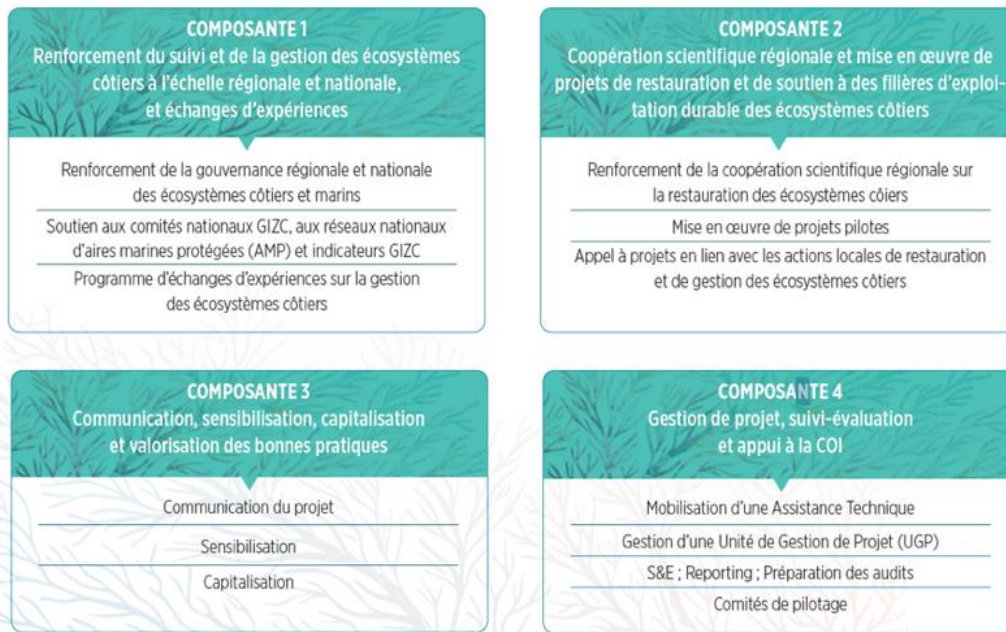 COMPOSANTE 1
Renforcement du suivi et de la gestion des écosystèmes
côtiers à l'échelle régionale et nationale,
et échanges d'expériences
Renforcement de la gouvernance régionale et nationale
des écosystèmes côtiers et marins
Soutien aux comités nationaux GIZC, aux réseaux nationaux
d'aires marines protégées (AMP) et indicateurs GIZC
Programme d'échanges d'expériences sur la gestion
des écosystèmes côtiers
COMPOSANTE 2
Coopération scientifique régionale et mise en œuvre de
projets de restauration et de soutien à des filières d'exploi-
tation durable des écosystèmes côtiers
Renforcement de la coopération scientifique régionale sur
la restauration des écosystèmes côiers
Mise en œuvre de projets pilotes
Appel à projets en lien avec les actions locales de restauration
et de gestion des écosystèmes côtiers
COMPOSANTE 3
Communication, sensibilisation, capitalisation
et valorisation des bonnes pratiques
Communication du projet
Sensibilisation
Capitalisation
COMPOSANTE 4
Gestion de projet, suivi-évaluation
et appui à la COI
Mobilisation d'une Assistance Technique
Gestion d'une Unité de Gestion de Projet (UGP)
S&E ; Reporting ; Préparation des audits
Comités de pilotage